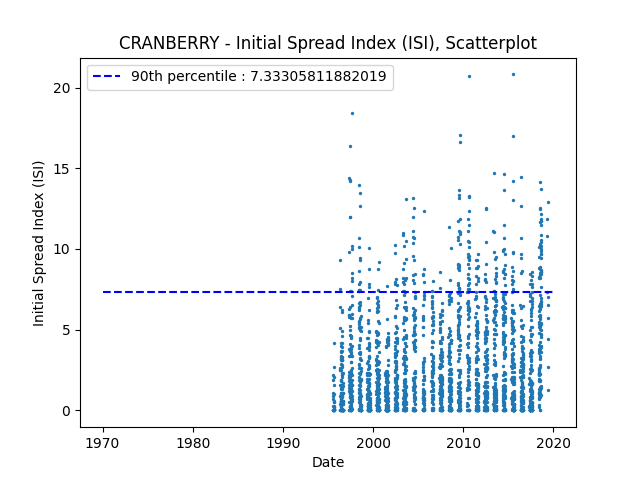 CRANBERRY - Initial Spread Index (ISI), Scatterplot
90th percentile : 7.33305811882019
Initial Spread Index (ISI)
20
15
10
5
0
1970 1980 1990 2000 2010 2020
Date